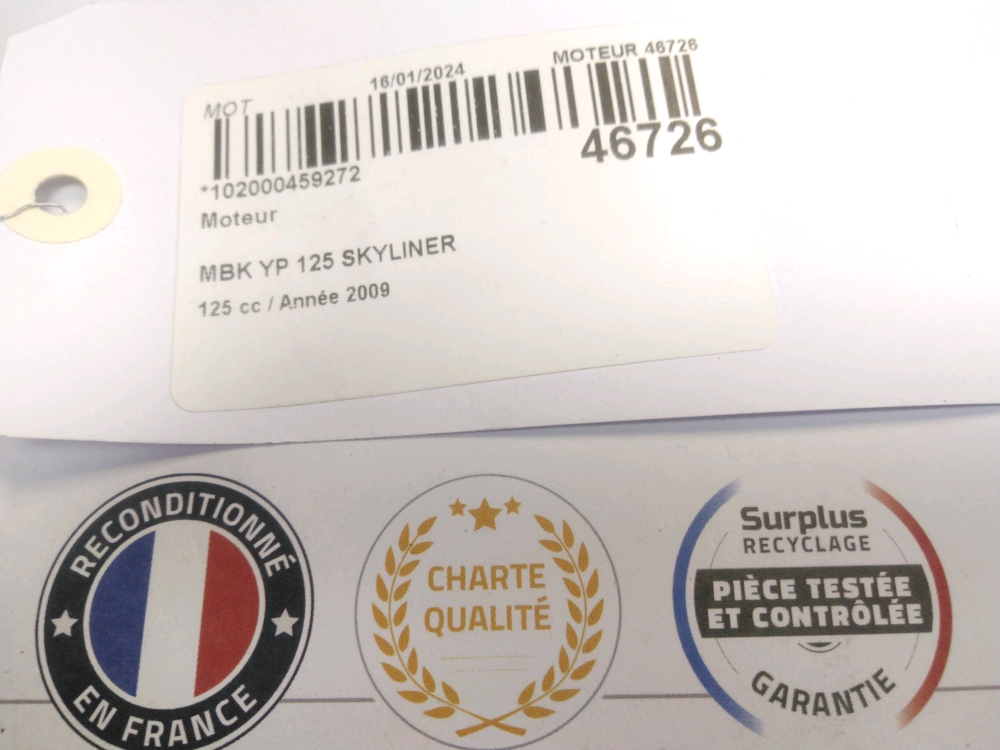 MOT
16/01/2024
MOTEUR 46726
46726
*102000459272
Moteur
MBK YP 125 SKYLINER
125 cc / Année 2009
RECONDITIONNÉ
EN FRANCE
CHARTE
QUALITÉ
Surplus
RECYCLAGE
PIÈCE TESTÉE
ET CONTRÔLÉE
GARANTIE